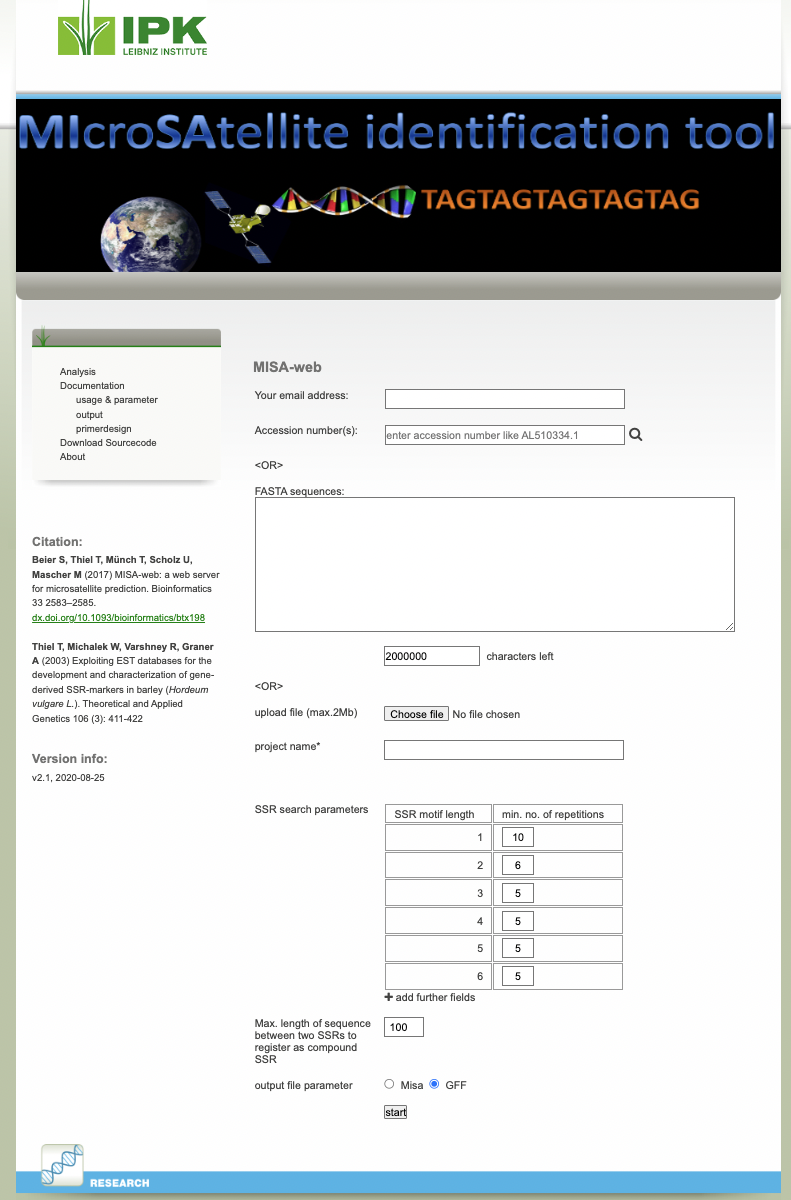 IPK
LEIBNIZ INSTITUTE
MIcroSAtellite identification tool
TAGTAGTAGTAGTAG
Analysis
Documentation
usage & parameter
output
primerdesign
Download Sourcecode
About
Citation:
Beier S, Thiel T, Münch T, Scholz U,
Mascher M (2017) MISA-web: a web server
for microsatellite prediction. Bioinformatics
33 2583–2585.
dx.doi.org/10.1093/bioinformatics/btx198
Thiel T, Michalek W, Varshney R, Graner
A (2003) Exploiting EST databases for the
development and characterization of gene-
derived SSR-markers in barley (Hordeum
vulgare L.). Theoretical and Applied
Genetics 106 (3): 411-422
Version info:
v2.1, 2020-08-25
MISA-web
Your email address:
Accession number(s): enter accession number like AL510334.1
<OR>
FASTA sequences:
2000000 characters left
<OR>
upload file (max.2Mb) Choose file No file chosen
project name*
SSR search parameters SSR motif length min. no. of repetitions
1 10
2 6
3 5
4 5
5 5
6 5
+ add further fields
Max. length of sequence 100
between two SSRs to
register as compound
SSR
output file parameter Misa GFF
start
RESEARCH